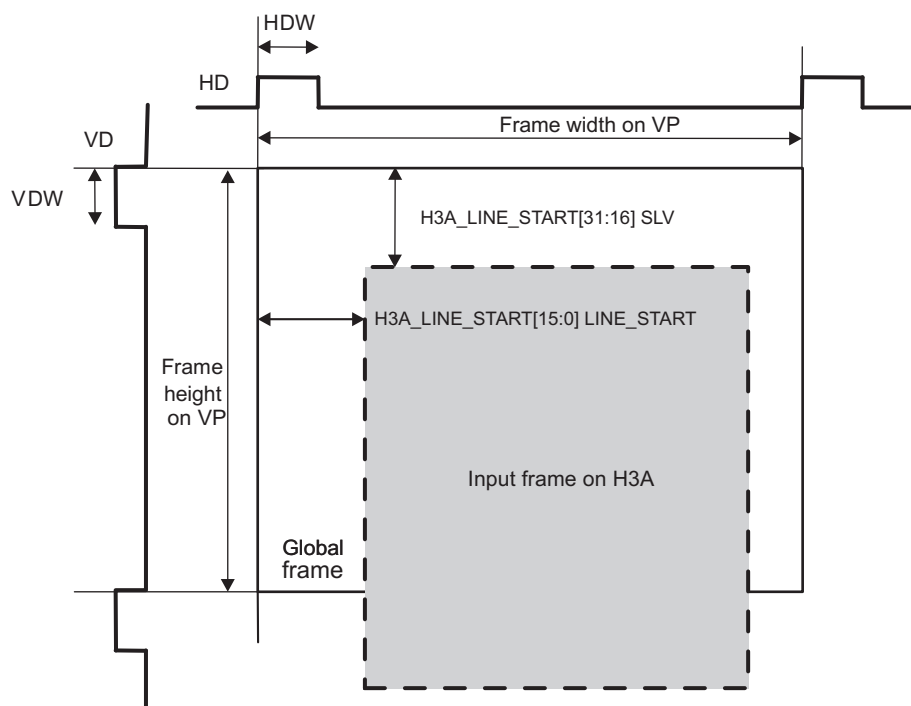 HDW
HD
Frame width on VP
VD
VDW
H3A_LINE_START[31:16] SLV
H3A_LINE_START[15:0] LINE_START
Frame
height
on VP
Input frame on H3A
Global
frame